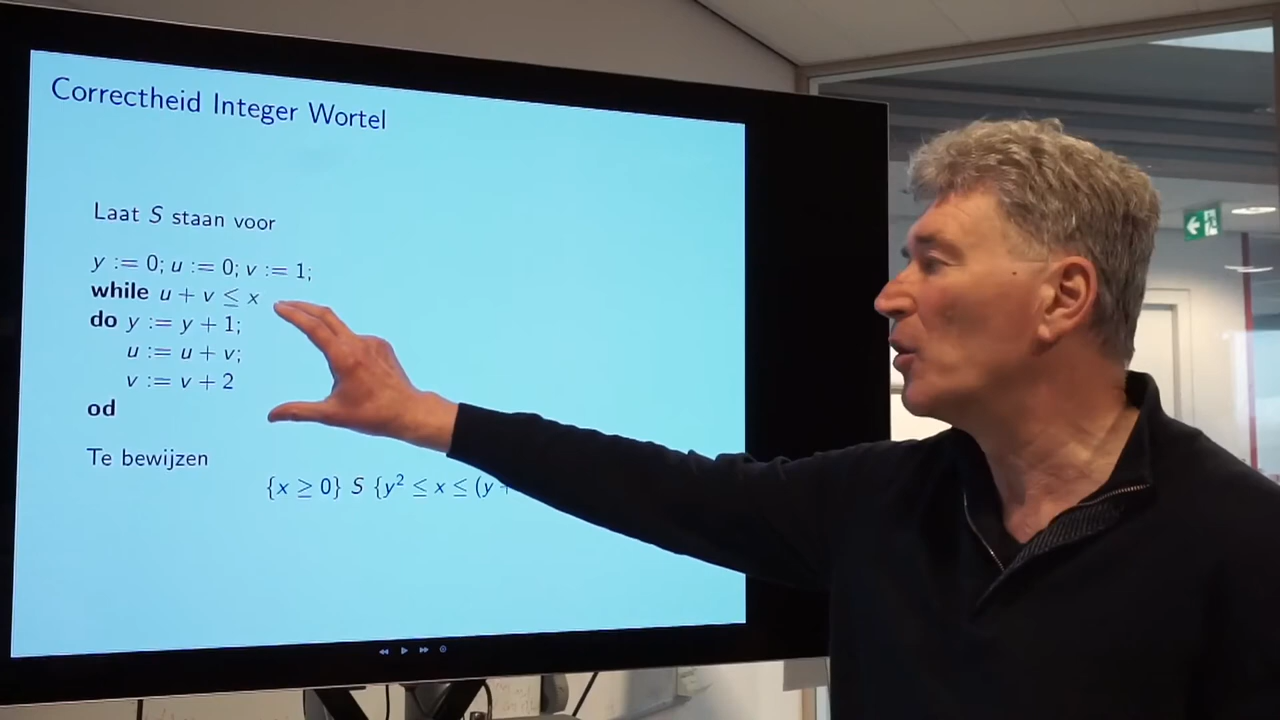 Correctheid Integer Wortel
Laat S staan voor
y := 0; u := 0; v := 1;
while u + v ≤ x
do y := y + 1;
u := u + v;
v := v + 2
od
Te bewijzen
{x ≥ 0} S {y² ≤ x ≤ (y +